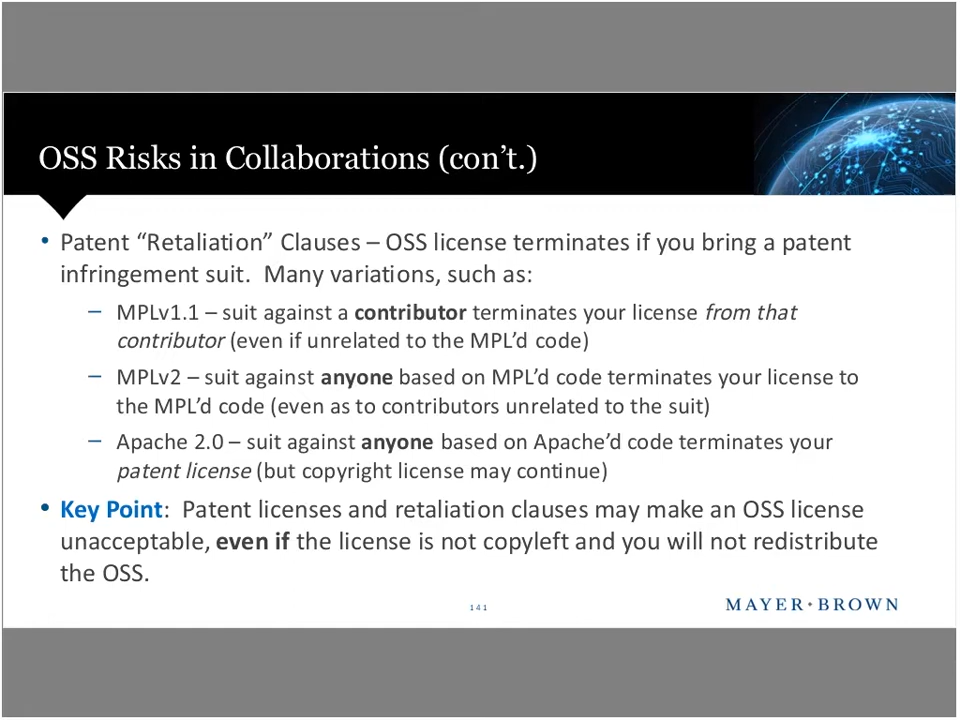 OSS Risks in Collaborations (con’t.)
• Patent “Retaliation” Clauses – OSS license terminates if you bring a patent
infringement suit.  Many variations, such as:
– MPLv1.1 – suit against a contributor terminates your license from that
contributor (even if unrelated to the MPL’d code)
– MPLv2 – suit against anyone based on MPL’d code terminates your license to
the MPL’d code (even as to contributors unrelated to the suit)
– Apache 2.0 – suit against anyone based on Apache’d code terminates your
patent license (but copyright license may continue)
• Key Point:  Patent licenses and retaliation clauses may make an OSS license
unacceptable, even if the license is not copyleft and you will not redistribute
the OSS.
141
MAYER•BROWN